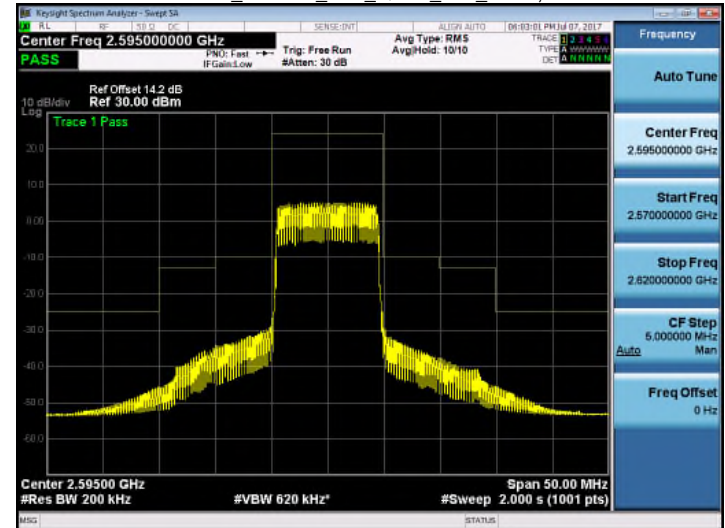 Keysight Spectrum Analyzer - Swept SA
RL RF 50 Ω DC SENSE:INT ALIGN AUTO 06:03:01 PM Jul 07, 2017
Center Freq 2.595000000 GHz
PASS
PNO: Fast
IFGain:Low
Trig: Free Run
#Atten: 30 dB
Avg Type: RMS
Avg|Hold: 10/10
TRACE 1 2 3 4 5 6
TYPE A WWWWW
DET A N N N N N
Ref Offset 14.2 dB
10 dB/div Ref 30.00 dBm
Log
Trace 1 Pass
20.0
10.0
0.00
-10.0
-20.0
-30.0
-40.0
-50.0
-60.0
Center 2.59500 GHz
Span 50.00 MHz
#Res BW 200 kHz
#VBW 620 kHz*
#Sweep 2.000 s (1001 pts)
MSG
STATUS
Frequency
Auto Tune
Center Freq
2.595000000 GHz
Start Freq
2.570000000 GHz
Stop Freq
2.620000000 GHz
CF Step
5.000000 MHz
Auto Man
Freq Offset
0 Hz